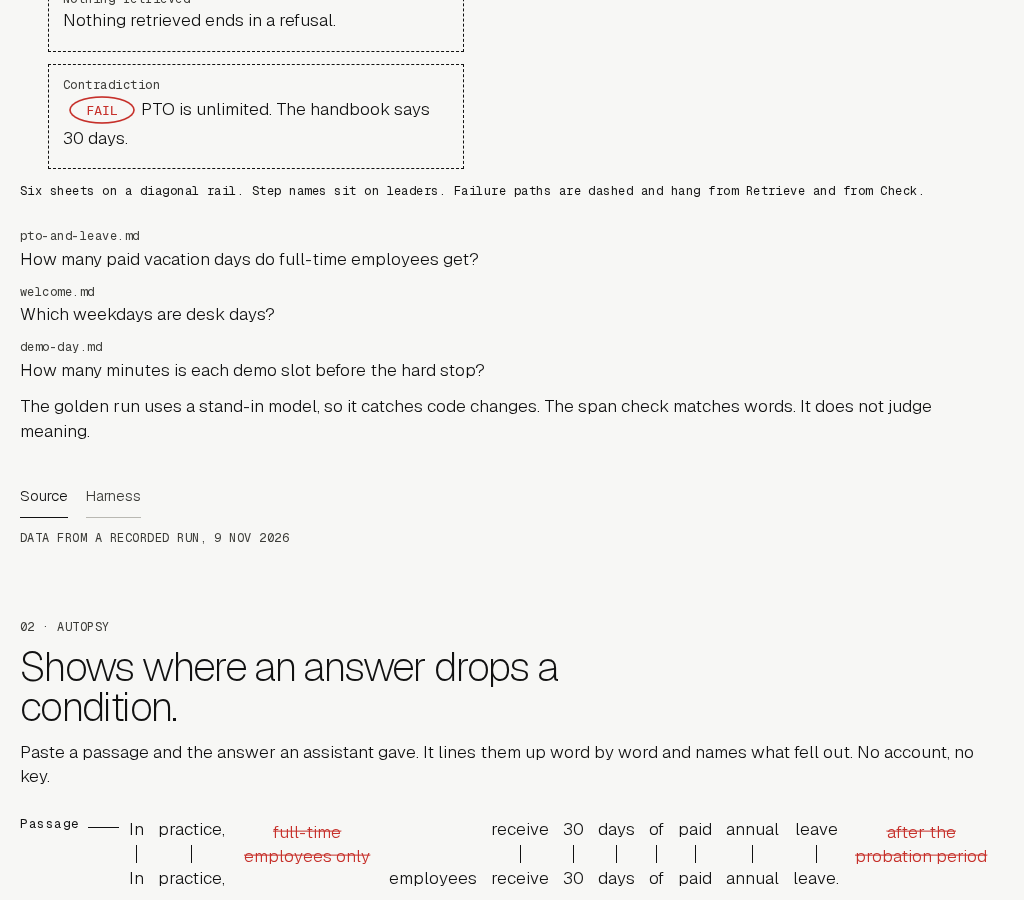 Nothing retrieved
Nothing retrieved ends in a refusal.
Contradiction
FAIL PTO is unlimited. The handbook says
30 days.
Six sheets on a diagonal rail. Step names sit on leaders. Failure paths are dashed and hang from Retrieve and from Check.
pto-and-leave.md
How many paid vacation days do full-time employees get?
welcome.md
Which weekdays are desk days?
demo-day.md
How many minutes is each demo slot before the hard stop?
The golden run uses a stand-in model, so it catches code changes. The span check matches words. It does not judge
meaning.
Source Harness
DATA FROM A RECORDED RUN, 9 NOV 2026
02 · AUTOPSY
Shows where an answer drops a
condition.
Paste a passage and the answer an assistant gave. It lines them up word by word and names what fell out. No account, no
key.
Passage In practice, full-time employees only receive 30 days of paid annual leave after the probation period
In practice, employees receive 30 days of paid annual leave.